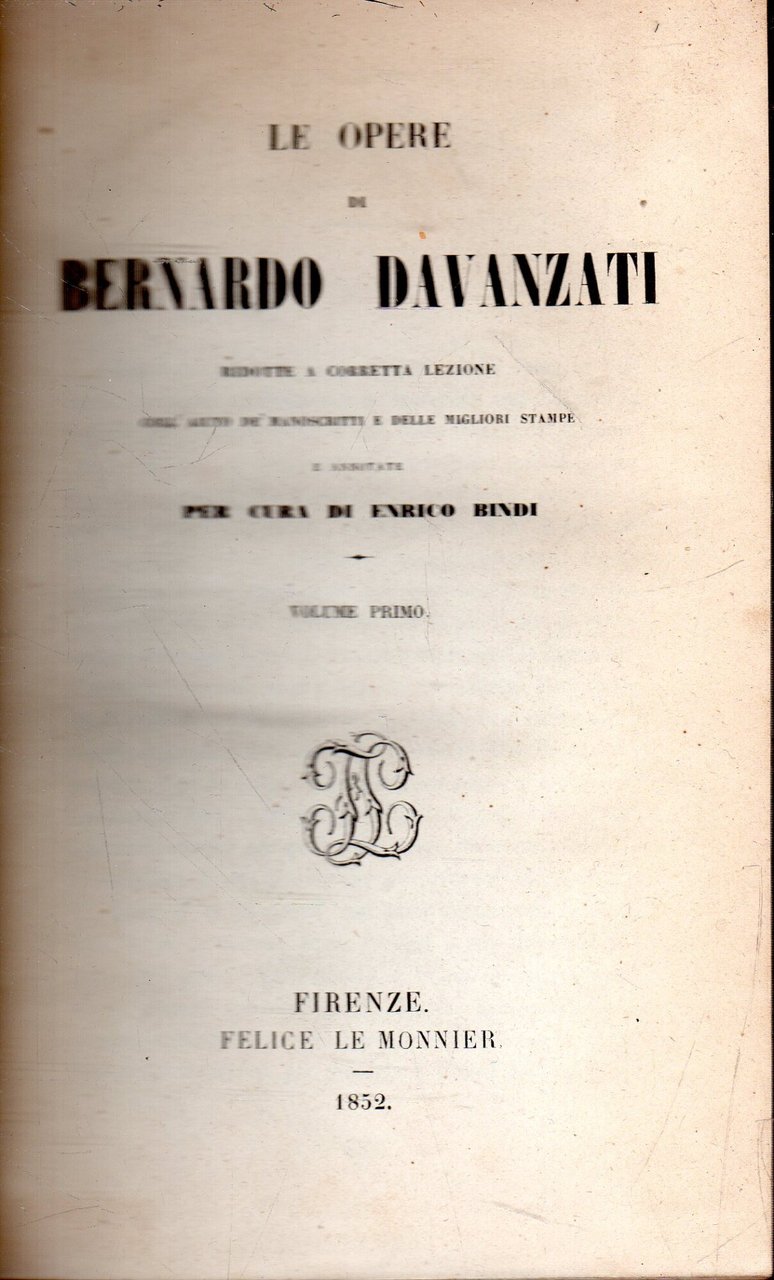 LE OPERE
DI
BERNARDO DAVANZATI
RIDOTTE A CORRETTA LEZIONE
COLL' AIUTO DE' MANOSCRITTI E DELLE MIGLIORI STAMPE
E ANNOTATE
PER CURA DI ENRICO BINDI
VOLUME PRIMO.
FIRENZE.
FELICE LE MONNIER.
1852.